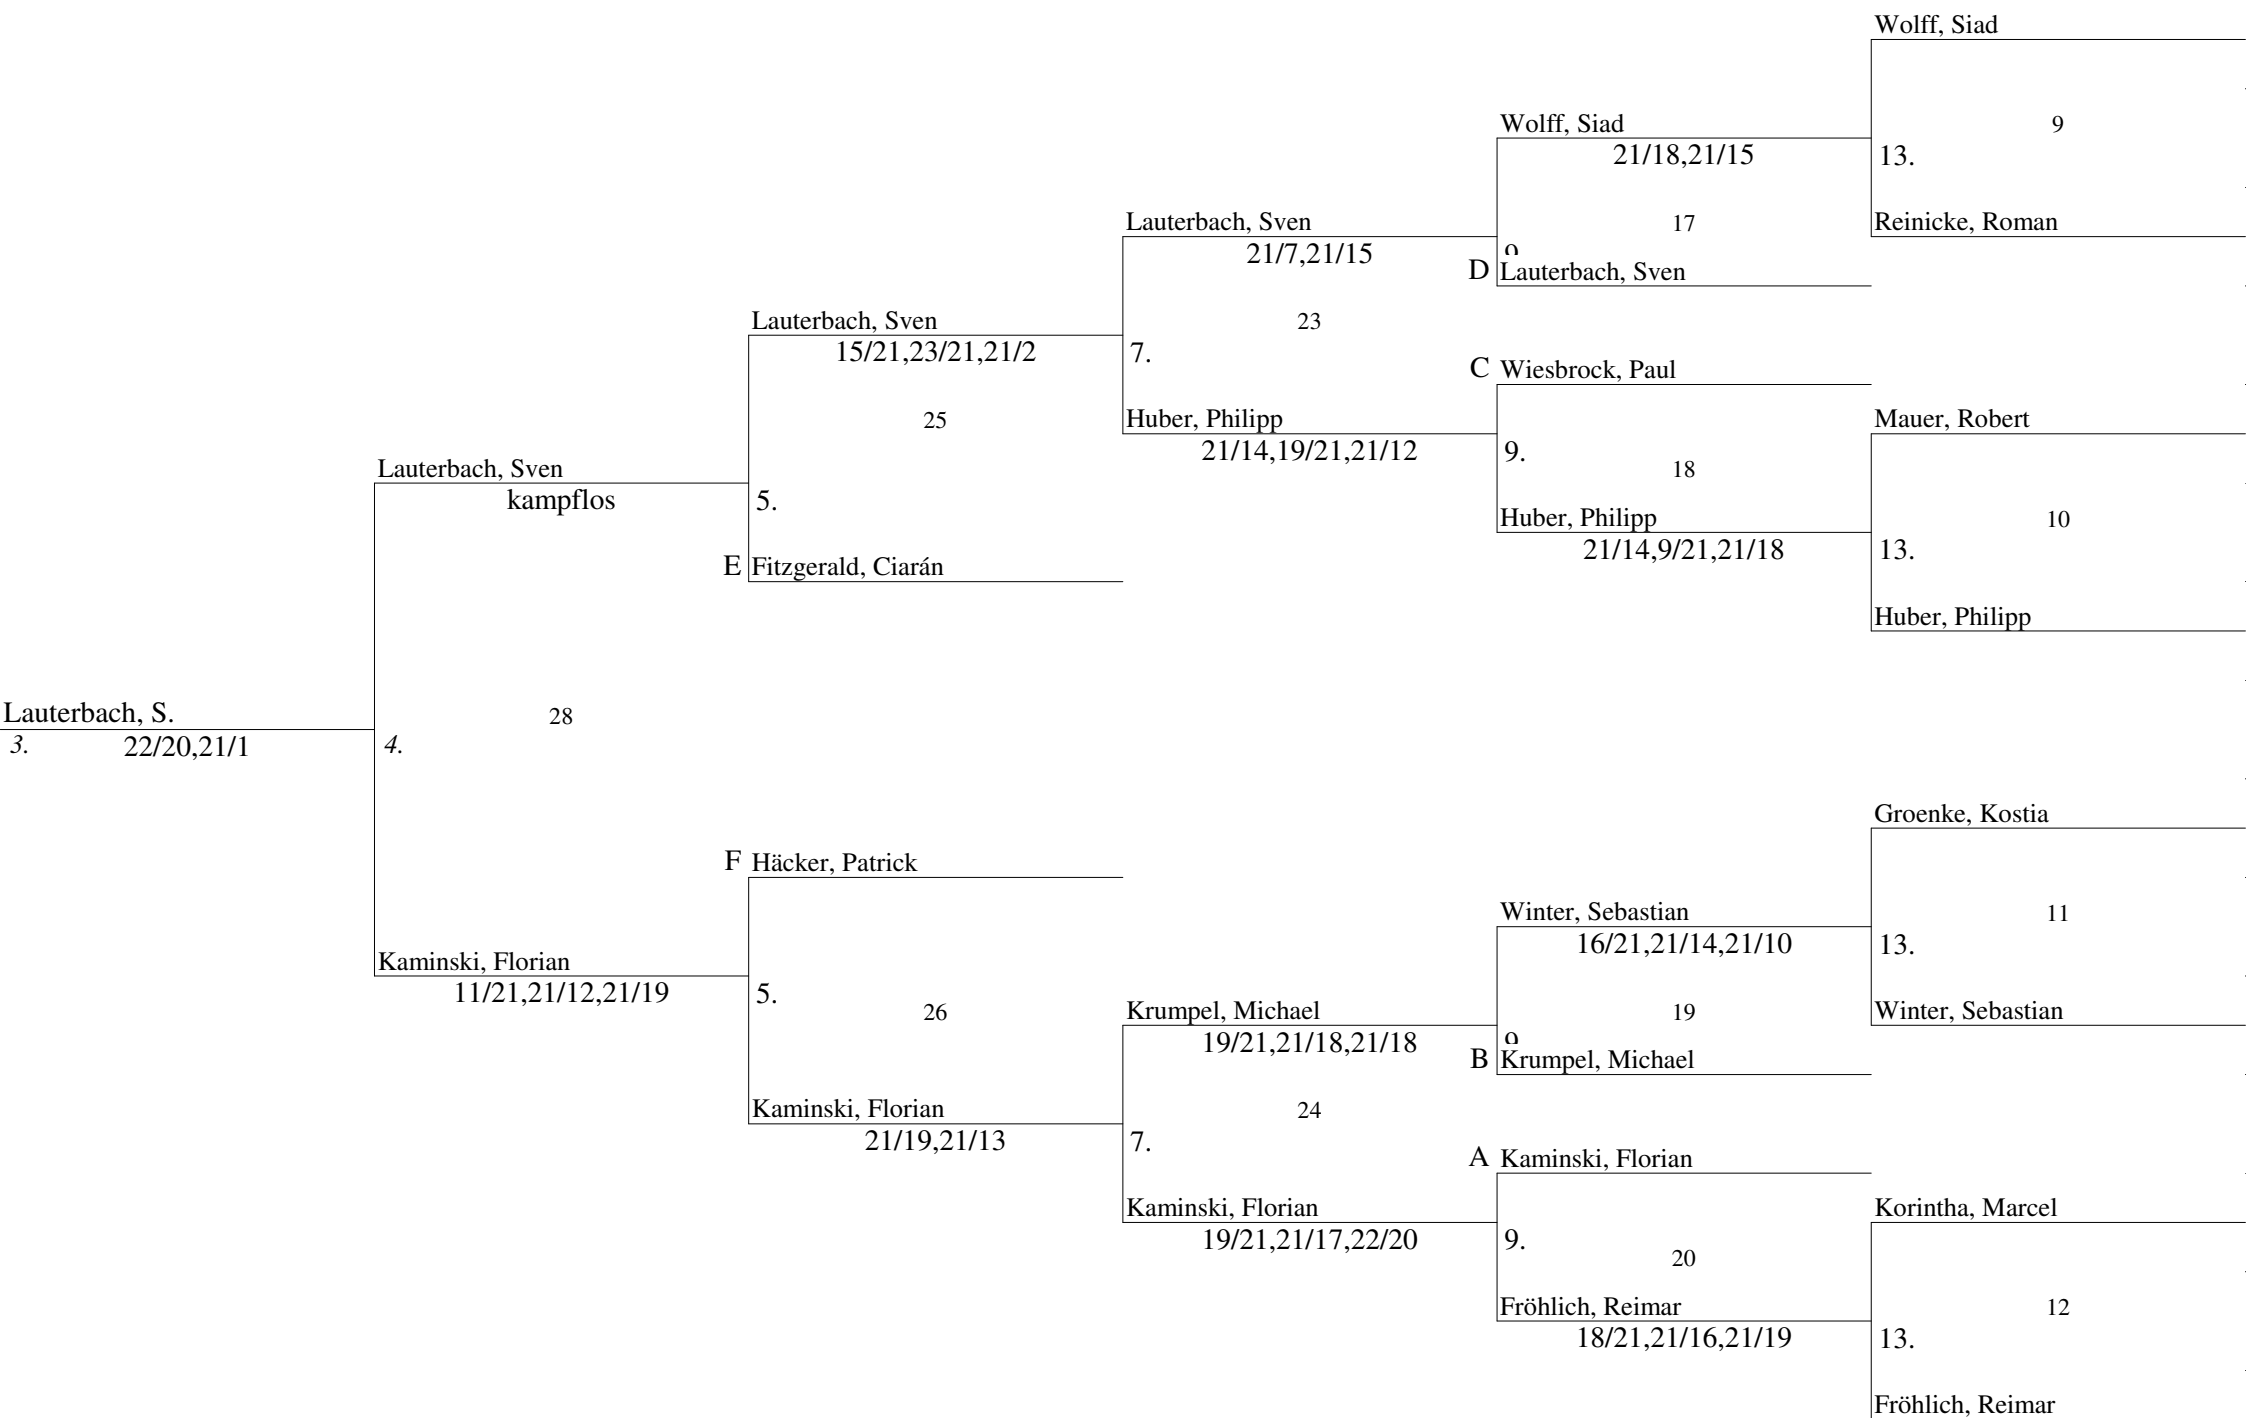 Wolff, Siad
Wolff, Siad
9
21/18,21/15
13.
Lauterbach, Sven
17
Reinicke, Roman
21/7,21/15
9.
D
Lauterbach, Sven
Lauterbach, Sven
23
15/21,23/21,21/2
7.
C
Wiesbrock, Paul
25
Huber, Philipp
Mauer, Robert
21/14,19/21,21/12
9.
18
Lauterbach, Sven
kampflos
5.
Huber, Philipp
10
21/14,9/21,21/18
13.
E
Fitzgerald, Ciarán
Huber, Philipp
Lauterbach, S.
28
3.
22/20,21/1
4.
Groenke, Kostia
F
Häcker, Patrick
Winter, Sebastian
11
16/21,21/14,21/10
13.
Kaminski, Florian
11/21,21/12,21/19
5.
26
Krumpel, Michael
19
Winter, Sebastian
19/21,21/18,21/18
9.
B
Krumpel, Michael
Kaminski, Florian
24
21/19,21/13
7.
A
Kaminski, Florian
Kaminski, Florian
Korintha, Marcel
19/21,21/17,22/20
9.
20
Fröhlich, Reimar
12
18/21,21/16,21/19
13.
Fröhlich, Reimar